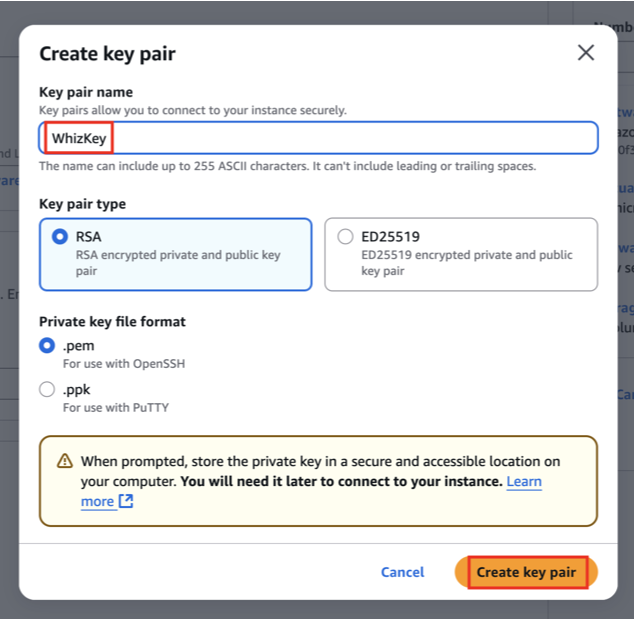 Create key pair
Key pair name
Key pairs allow you to connect to your instance securely.
WhizKey
The name can include up to 255 ASCII characters. It can't include leading or trailing spaces.
Key pair type
RSA
RSA encrypted private and public key
pair
ED25519
ED25519 encrypted private and public
key pair
Private key file format
.pem
For use with OpenSSH
.ppk
For use with PuTTY
When prompted, store the private key in a secure and accessible location on
your computer. You will need it later to connect to your instance. Learn
more
Cancel
Create key pair